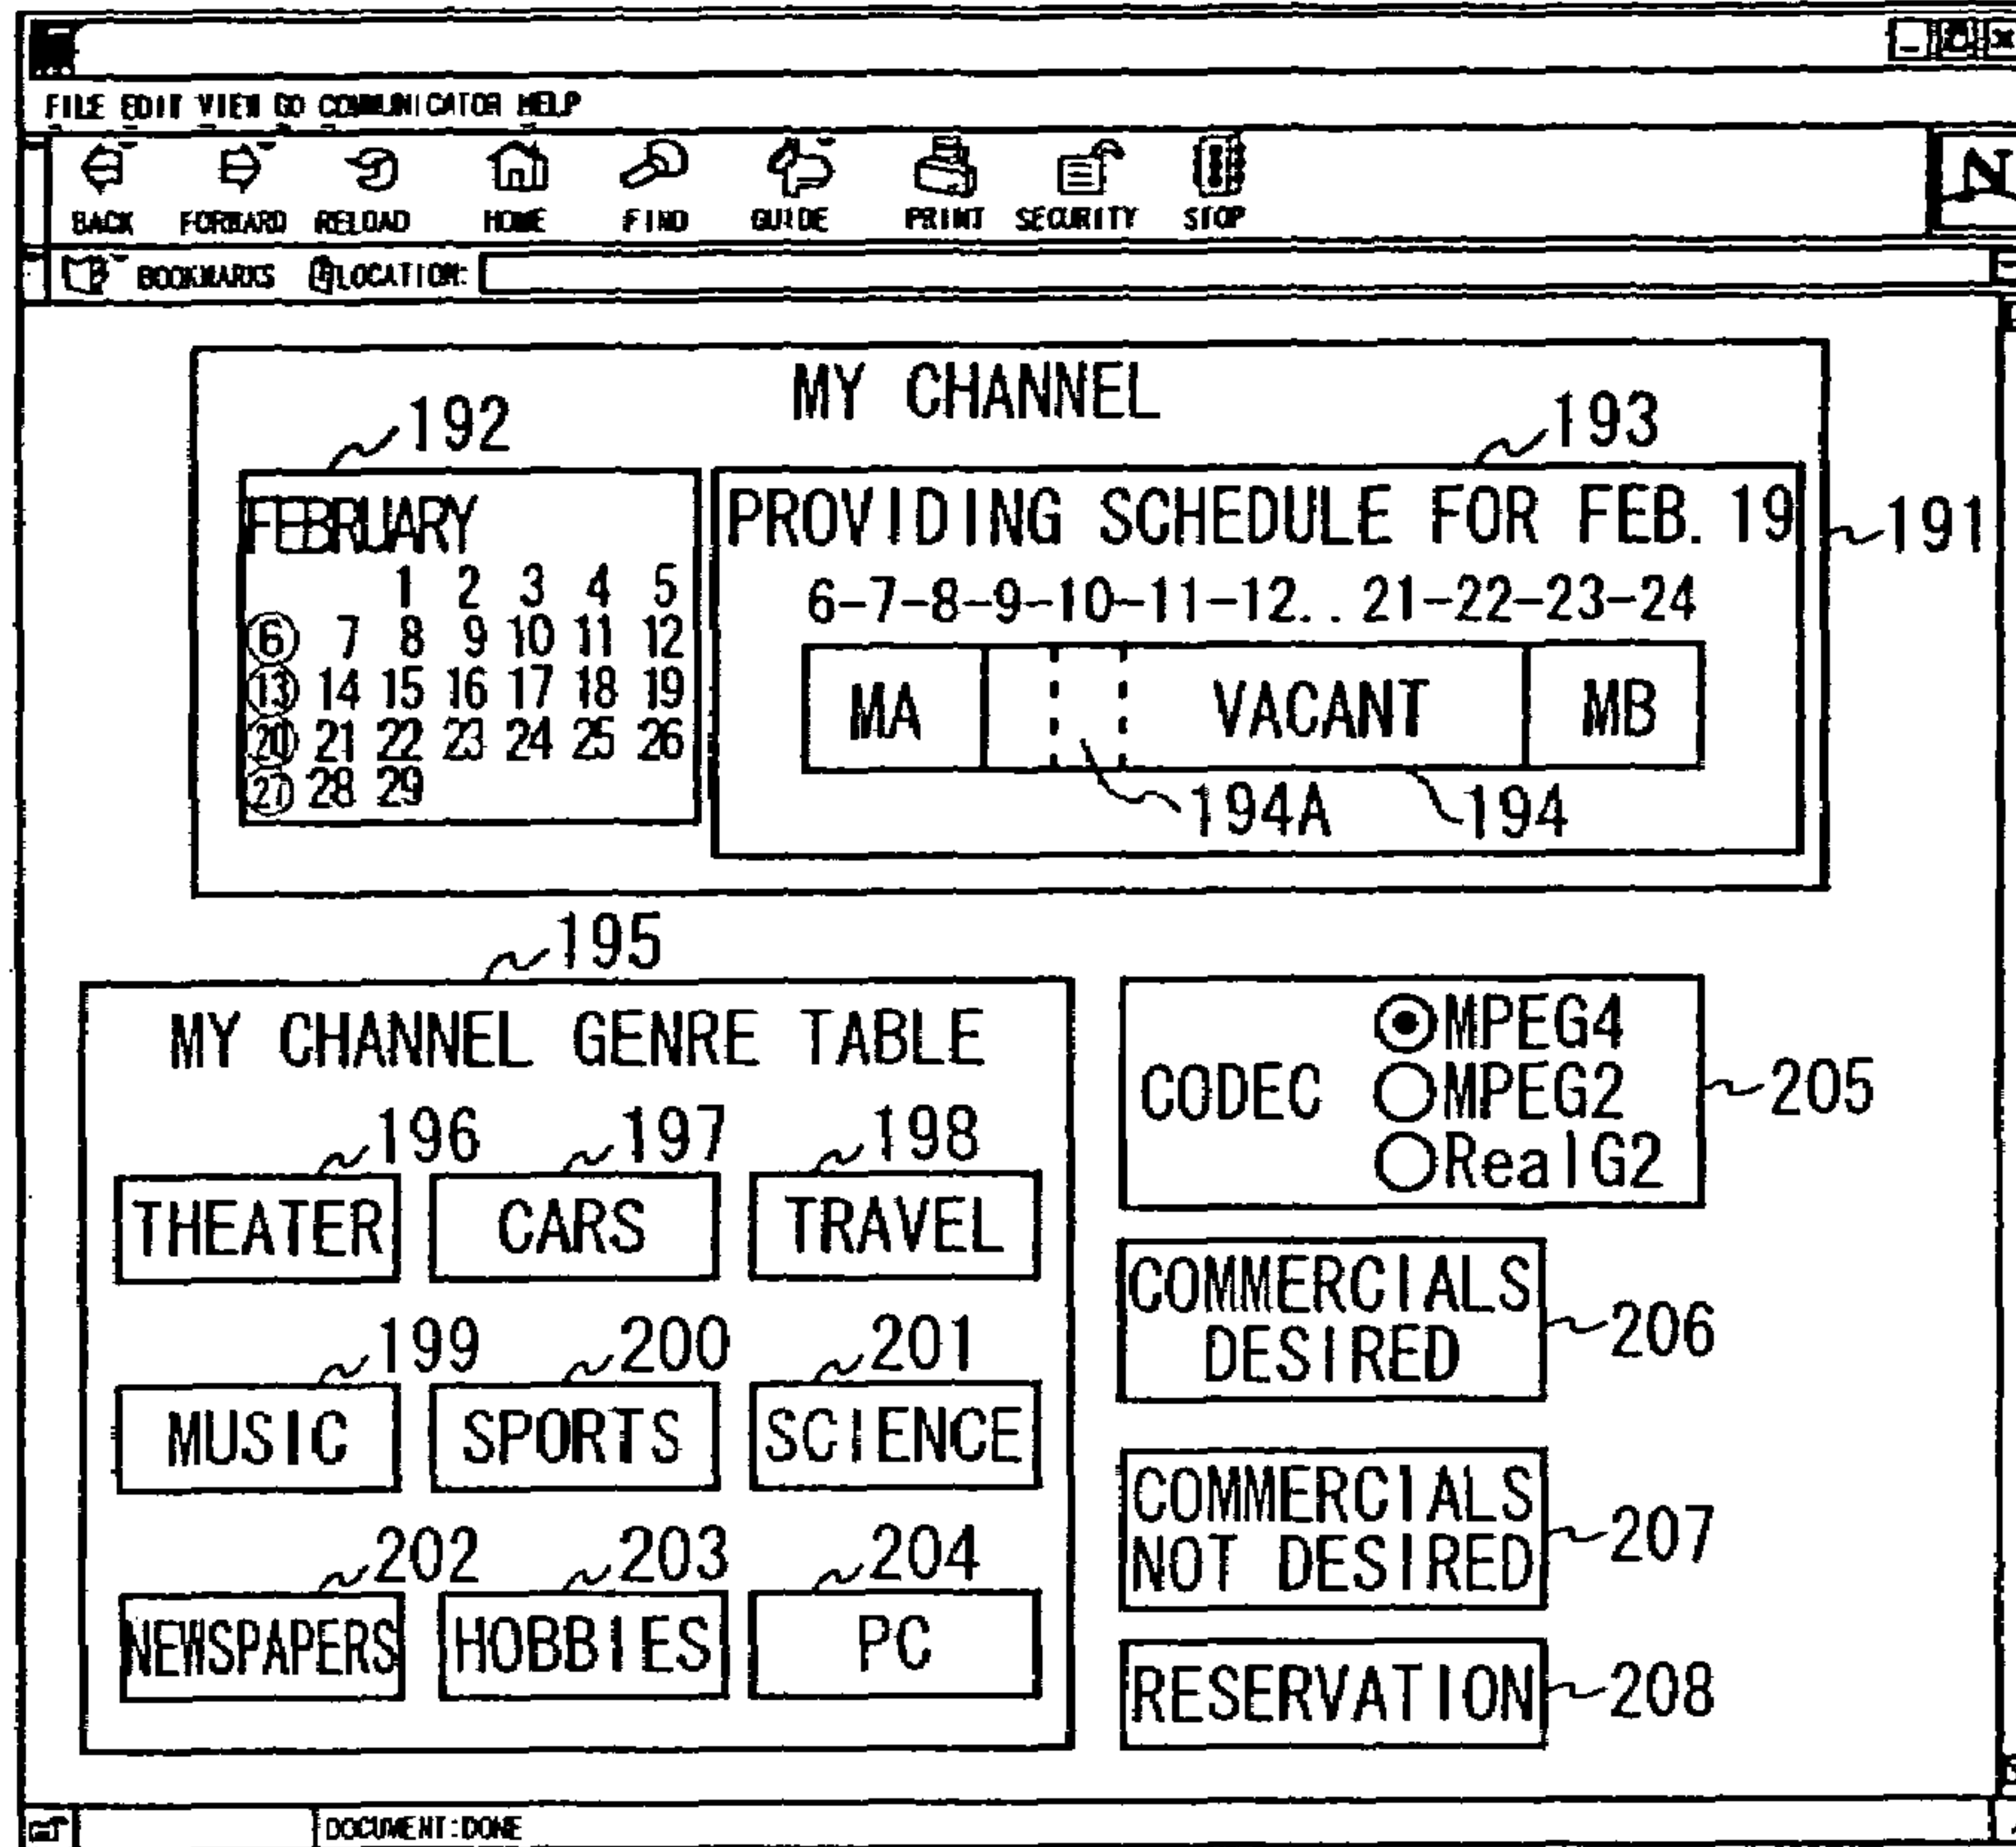 FILE EDIT VIEW GO COMMUNICATOR HELP
BACK FORWARD RELOAD HOME FIND GUIDE PRINT SECURITY STOP
N
BOOKMARKS LOCATION:
MY CHANNEL
192
193
FEBRUARY
PROVIDING SCHEDULE FOR FEB. 19
191
1 2 3 4 5
6 7 8 9 10 11 12
13 14 15 16 17 18 19
20 21 22 23 24 25 26
27 28 29
6-7-8-9-10-11-12..21-22-23-24
MA VACANT MB
194A 194
195
MY CHANNEL GENRE TABLE
196 197 198
THEATER CARS TRAVEL
199 200 201
MUSIC SPORTS SCIENCE
202 203 204
NEWSPAPERS HOBBIES PC
CODEC
MPEG4
MPEG2
RealG2
205
COMMERCIALS
DESIRED
206
COMMERCIALS
NOT DESIRED
207
RESERVATION
208
DOCUMENT:DONE